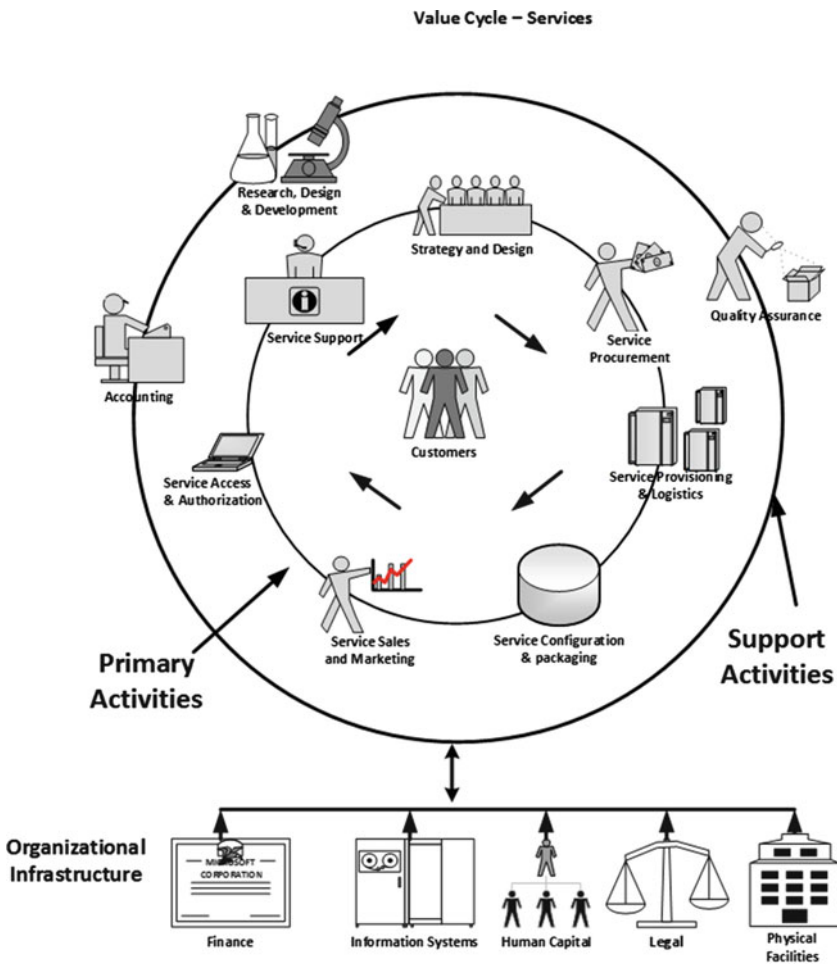 Value Cycle – Services
Research, Design
& Development
Strategy and Design
Service Support
Service
Procurement
Quality Assurance
Accounting
Customers
Service Access
& Authorization
Service Provisioning
& Logistics
Service Sales
and Marketing
Service Configuration
& packaging
Primary
Activities
Support
Activities
Organizational
Infrastructure
MICROSOFT
CORPORATION
Finance
Information Systems
Human Capital
Legal
Physical
Facilities